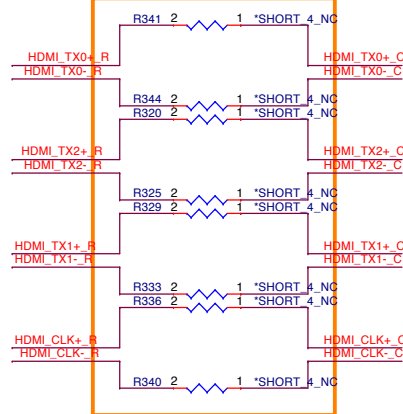 R341 2 1 *SHORT_4_NC
HDMI_TX0+_R HDMI_TX0+_C
HDMI_TX0-_R HDMI_TX0-_C
R344 2 1 *SHORT_4_NC
R320 2 1 *SHORT_4_NC
HDMI_TX2+_R HDMI_TX2+_C
HDMI_TX2-_R HDMI_TX2-_C
R325 2 1 *SHORT_4_NC
R329 2 1 *SHORT_4_NC
HDMI_TX1+_R HDMI_TX1+_C
HDMI_TX1-_R HDMI_TX1-_C
R333 2 1 *SHORT_4_NC
R336 2 1 *SHORT_4_NC
HDMI_CLK+_R HDMI_CLK+_C
HDMI_CLK-_R HDMI_CLK-_C
R340 2 1 *SHORT_4_NC